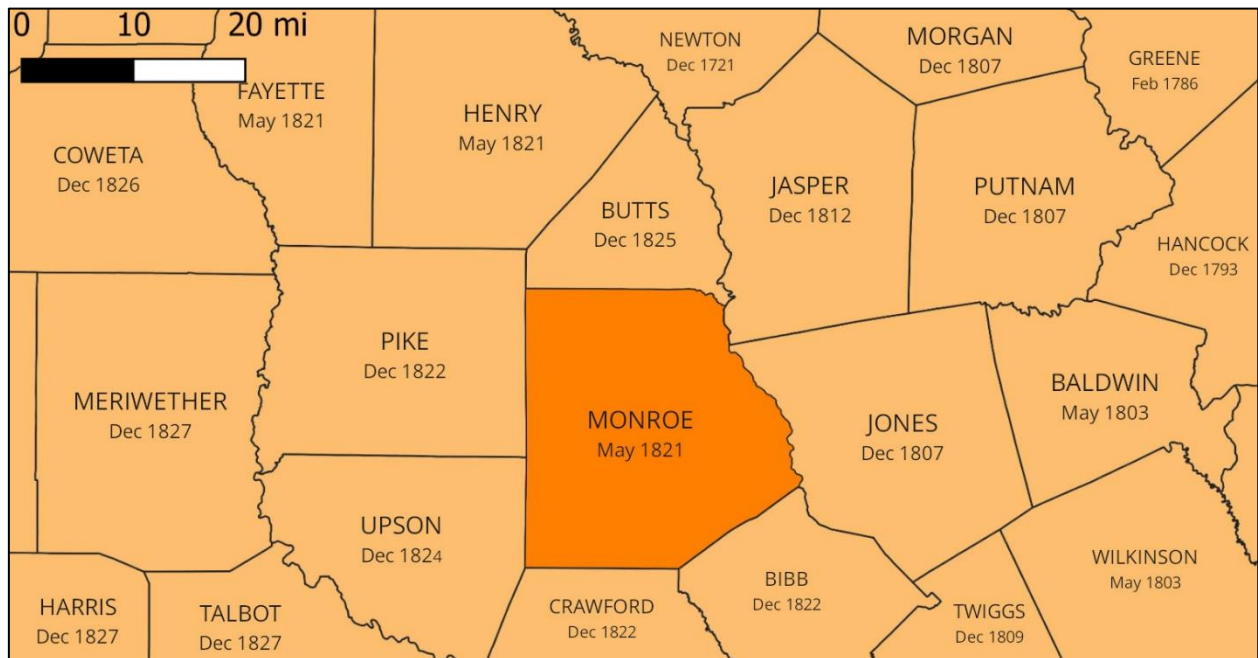 0 10 20 mi
NEWTON
Dec 1721
MORGAN
Dec 1807
GREENE
Feb 1786
FAYETTE
May 1821
HENRY
May 1821
COWETA
Dec 1826
BUTTS
Dec 1825
JASPER
Dec 1812
PUTNAM
Dec 1807
HANCOCK
Dec 1793
PIKE
Dec 1822
MERIWETHER
Dec 1827
MONROE
May 1821
JONES
Dec 1807
BALDWIN
May 1803
UPSON
Dec 1824
WILKINSON
May 1803
HARRIS
Dec 1827
TALBOT
Dec 1827
CRAWFORD
Dec 1822
BIBB
Dec 1822
TWIGGS
Dec 1809